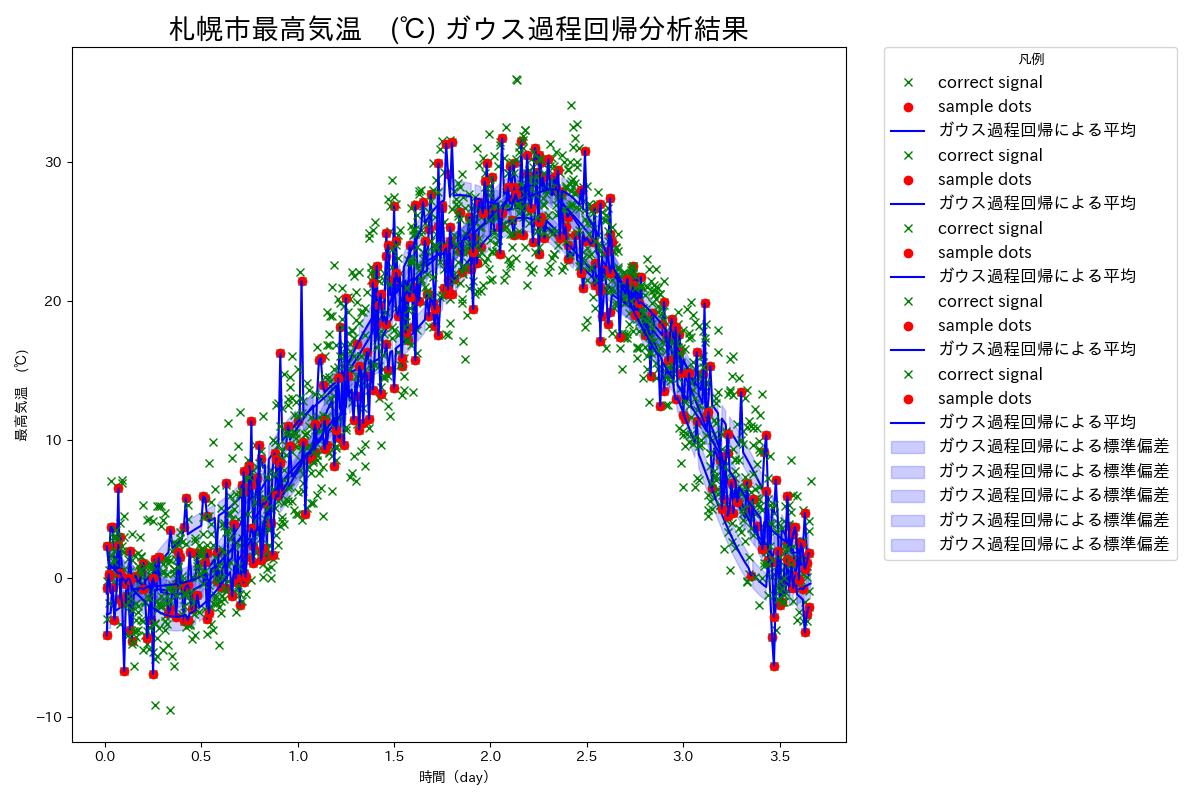 札幌市最高気温　(℃) ガウス過程回帰分析結果
最高気温　(℃)
30
20
10
0
−10
0.0 0.5 1.0 1.5 2.0 2.5 3.0 3.5
時間（day）
凡例
correct signal
sample dots
ガウス過程回帰による平均
correct signal
sample dots
ガウス過程回帰による平均
correct signal
sample dots
ガウス過程回帰による平均
correct signal
sample dots
ガウス過程回帰による平均
correct signal
sample dots
ガウス過程回帰による平均
ガウス過程回帰による標準偏差
ガウス過程回帰による標準偏差
ガウス過程回帰による標準偏差
ガウス過程回帰による標準偏差
ガウス過程回帰による標準偏差